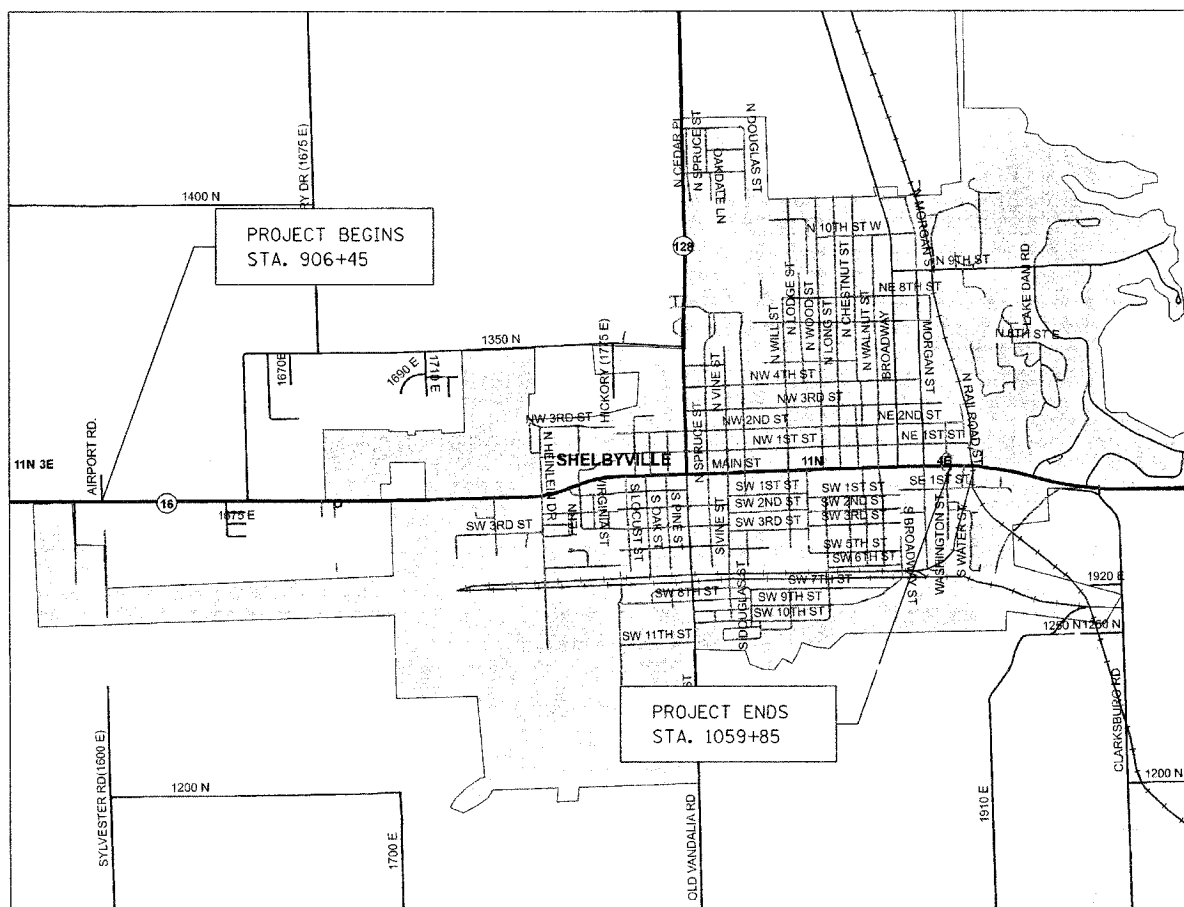 N DOUGLAS ST
N SPRUCE ST
N CEDAR PL
OAKDALE LN
RY DR (1675 E)
1400 N
PROJECT BEGINS
STA. 906+45
128
N MORGAN S
N 10TH ST W
N 9TH ST
NE 8TH ST
LAKE DAM RD
N 8TH ST E
N LODGE ST
N WOOD ST
N WILL ST
N LONG ST
N CHESTNUT ST
N WALNUT ST
BROADWAY
MORGAN ST
1350 N
HICKORY (1775 E)
1670E
1690 E
1710 E
N VINE ST
NW 4TH ST
NW 3RD ST
N RAILROAD ST
NW 3RD ST
NW 2ND ST
NE 2ND ST
N SPRUCE ST
NW 1ST ST
NE 1ST ST
N HEINLEIN DR
SHELBYVILLE
MAIN ST
11N
4E
11N 3E
AIRPORT RD.
16
1675 E
VIRGINIA ST
S LOCUST ST
S OAK ST
S PINE ST
SW 1ST ST
SW 1ST ST
SE 1ST ST
SW 2ND ST
SW 2ND ST
SW 3RD ST
SW 3RD ST
SW 3RD ST
S VINE ST
SW 5TH ST
SW 6TH ST
S BROADWAY ST
WASHINGTON ST
S WATER ST
SW 7TH ST
SW 8TH ST
SW 9TH ST
SW 10TH ST
S DOUGLAS ST
1920 E
1250 N
1250 N
SW 11TH ST
ST
PROJECT ENDS
STA. 1059+85
CLARKSBURG RD
SYLVESTER RD(1600 E)
1200 N
1700 E
OLD VANDALIA RD
1910 E
1200 N